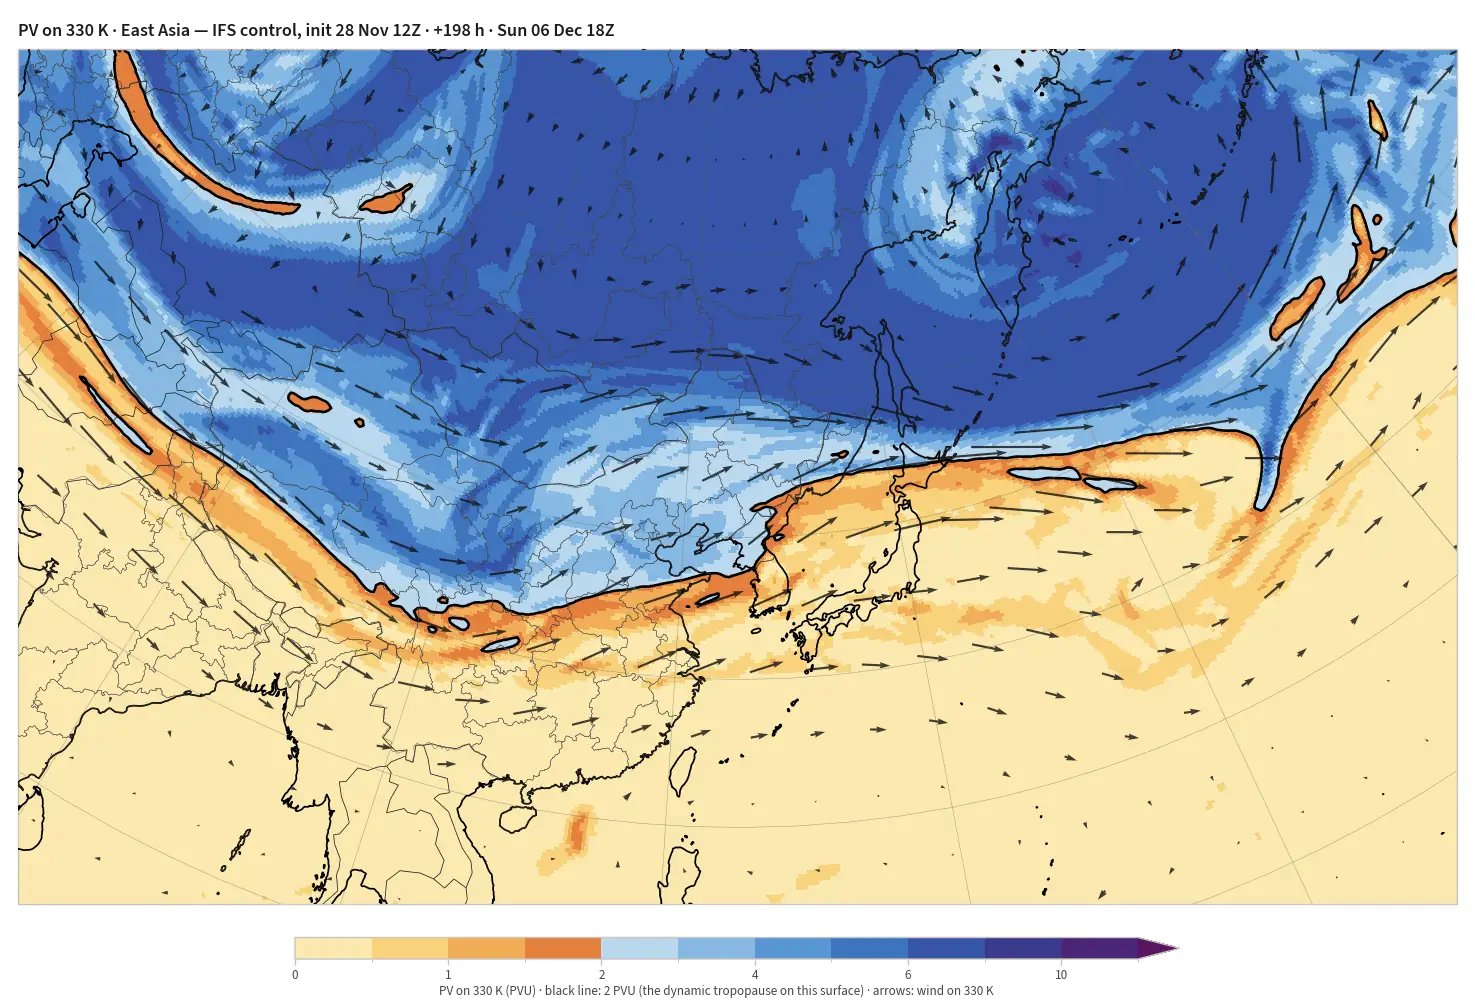 PV on 330 K · East Asia — IFS control, init 28 Nov 12Z · +198 h · Sun 06 Dec 18Z
0 1 2 4 6 10
PV on 330 K (PVU) · black line: 2 PVU (the dynamic tropopause on this surface) · arrows: wind on 330 K